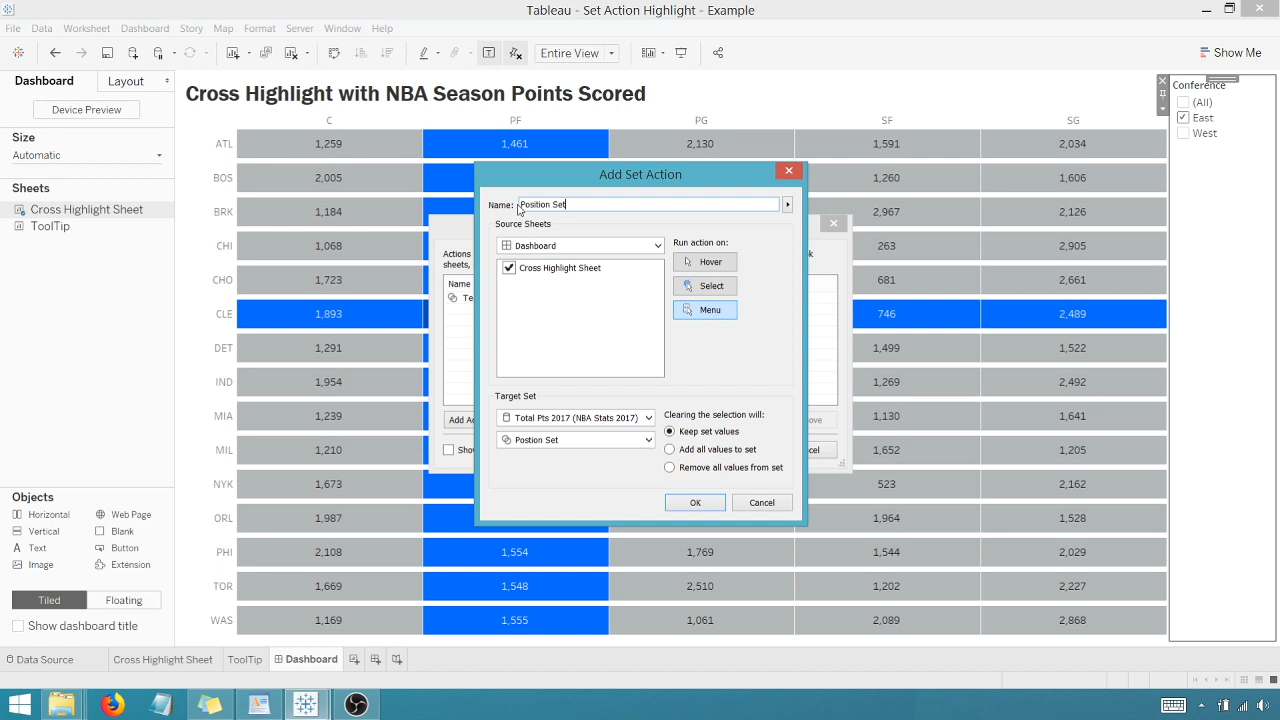 Tableau - Set Action Highlight - Example
File Data Worksheet Dashboard Story Map Format Server Window Help
Entire View
Show Me
Dashboard Layout
Device Preview
Size
Automatic
Sheets
Cross Highlight Sheet
ToolTip
Objects
Horizontal Web Page
Vertical Blank
Text Button
Image Extension
Tiled Floating
Show dashboard title
Cross Highlight with NBA Season Points Scored
C PF PG SF SG
ATL 1,259 1,461 2,130 1,591 2,034
BOS 2,005 1,260 1,606
BRK 1,184 2,967 2,126
CHI 1,068 263 2,905
CHO 1,723 681 2,661
CLE 1,893 746 2,489
DET 1,291 1,499 1,522
IND 1,954 1,269 2,492
MIA 1,239 1,130 1,641
MIL 1,210 1,652 1,205
NYK 1,673 523 2,162
ORL 1,987 1,964 1,528
PHI 2,108 1,554 1,769 1,544 2,029
TOR 1,669 1,548 2,510 1,202 2,227
WAS 1,169 1,555 1,061 2,089 2,868
Conference
(All)
East
West
Actions
sheets,
Name
Te
Add Ac
Show
Add Set Action
Name: Position Set
Source Sheets
Dashboard
Cross Highlight Sheet
Run action on:
Hover
Select
Menu
Target Set
Total Pts 2017 (NBA Stats 2017)
Postion Set
Clearing the selection will:
Keep set values
Add all values to set
Remove all values from set
OK Cancel
Data Source Cross Highlight Sheet ToolTip Dashboard